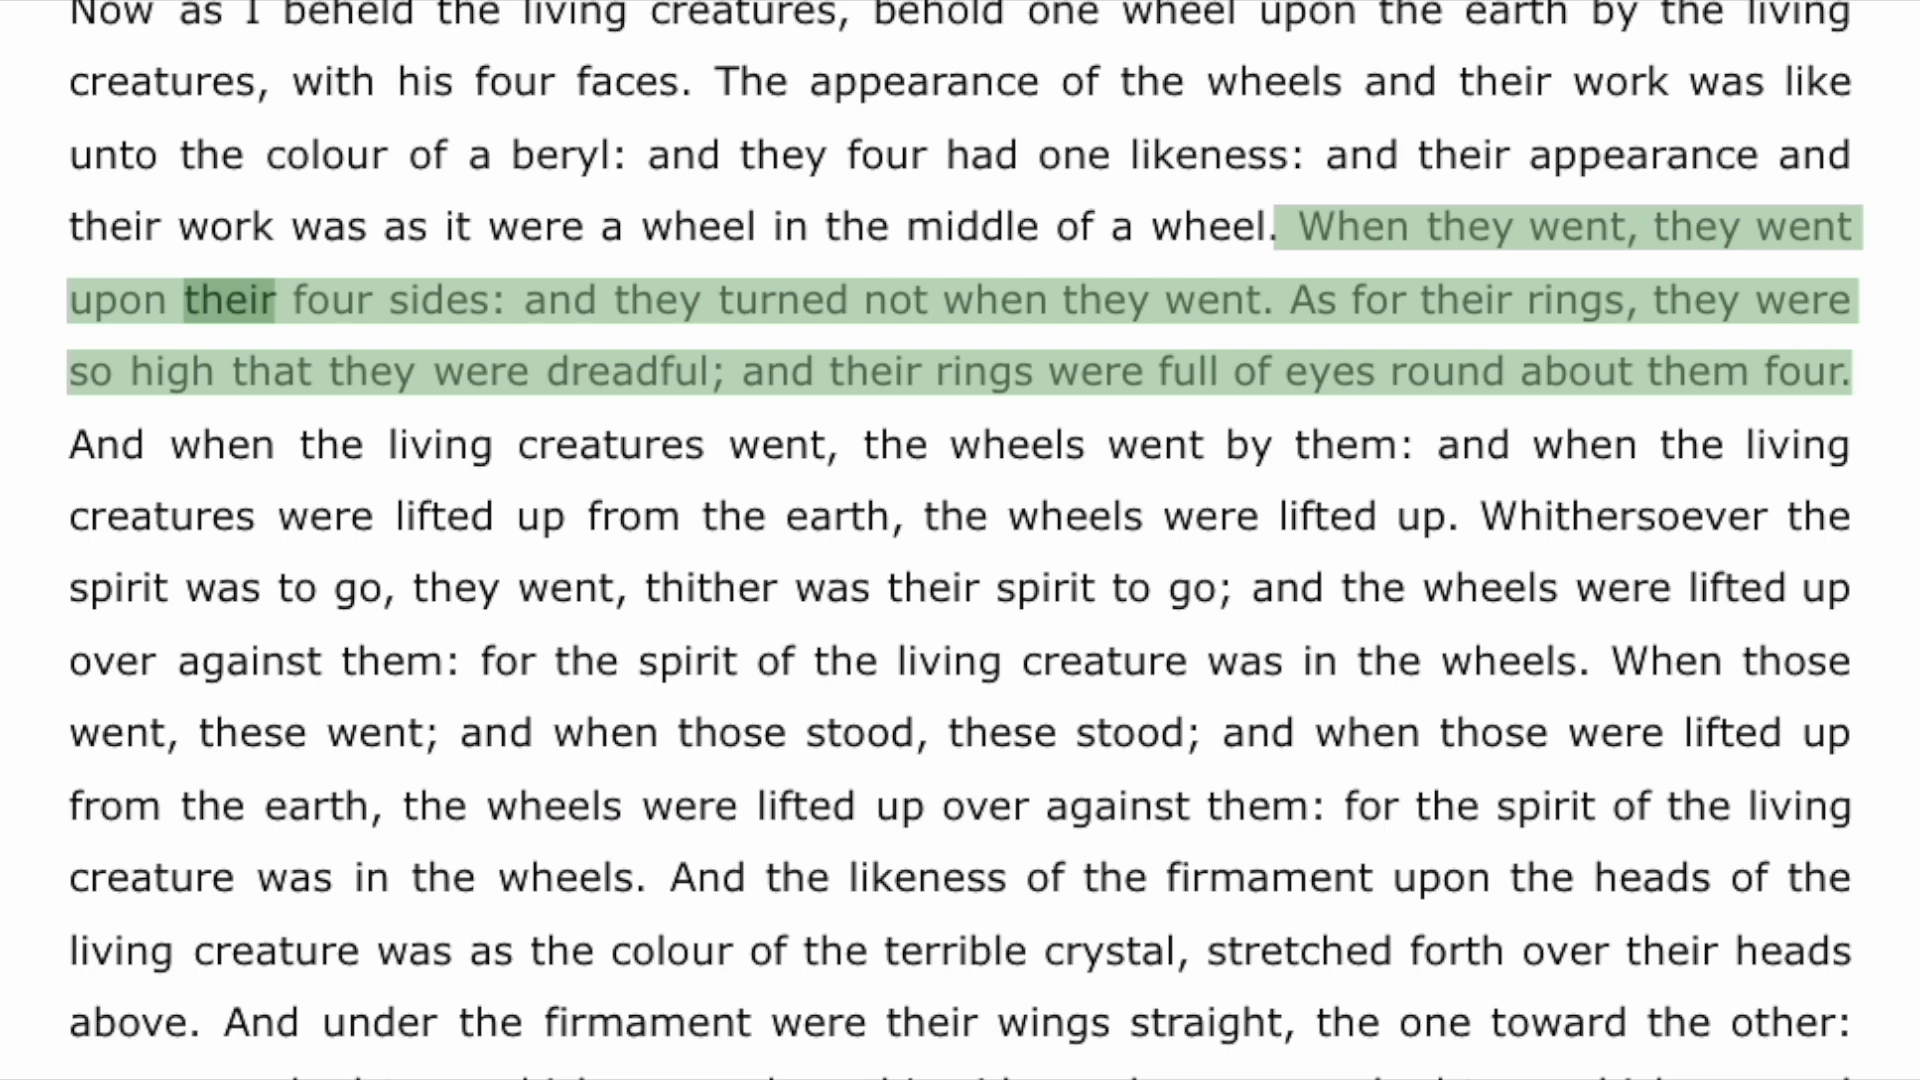 Now as I beheld the living creatures, behold one wheel upon the earth by the living
creatures, with his four faces. The appearance of the wheels and their work was like
unto the colour of a beryl: and they four had one likeness: and their appearance and
their work was as it were a wheel in the middle of a wheel. When they went, they went
upon their four sides: and they turned not when they went. As for their rings, they were
so high that they were dreadful; and their rings were full of eyes round about them four.
And when the living creatures went, the wheels went by them: and when the living
creatures were lifted up from the earth, the wheels were lifted up. Whithersoever the
spirit was to go, they went, thither was their spirit to go; and the wheels were lifted up
over against them: for the spirit of the living creature was in the wheels. When those
went, these went; and when those stood, these stood; and when those were lifted up
from the earth, the wheels were lifted up over against them: for the spirit of the living
creature was in the wheels. And the likeness of the firmament upon the heads of the
living creature was as the colour of the terrible crystal, stretched forth over their heads
above. And under the firmament were their wings straight, the one toward the other: